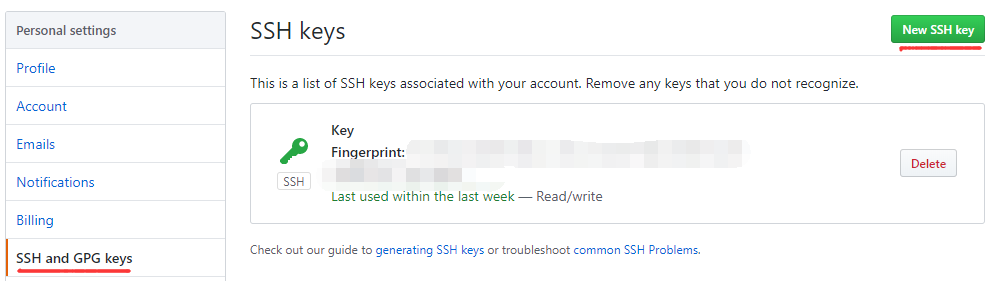 Personal settings
Profile
Account
Emails
Notifications
Billing
SSH and GPG keys
SSH keys
New SSH key
This is a list of SSH keys associated with your account. Remove any keys that you do not recognize.
Key
Fingerprint:
SSH
Last used within the last week — Read/write
Delete
Check out our guide to generating SSH keys or troubleshoot common SSH Problems.